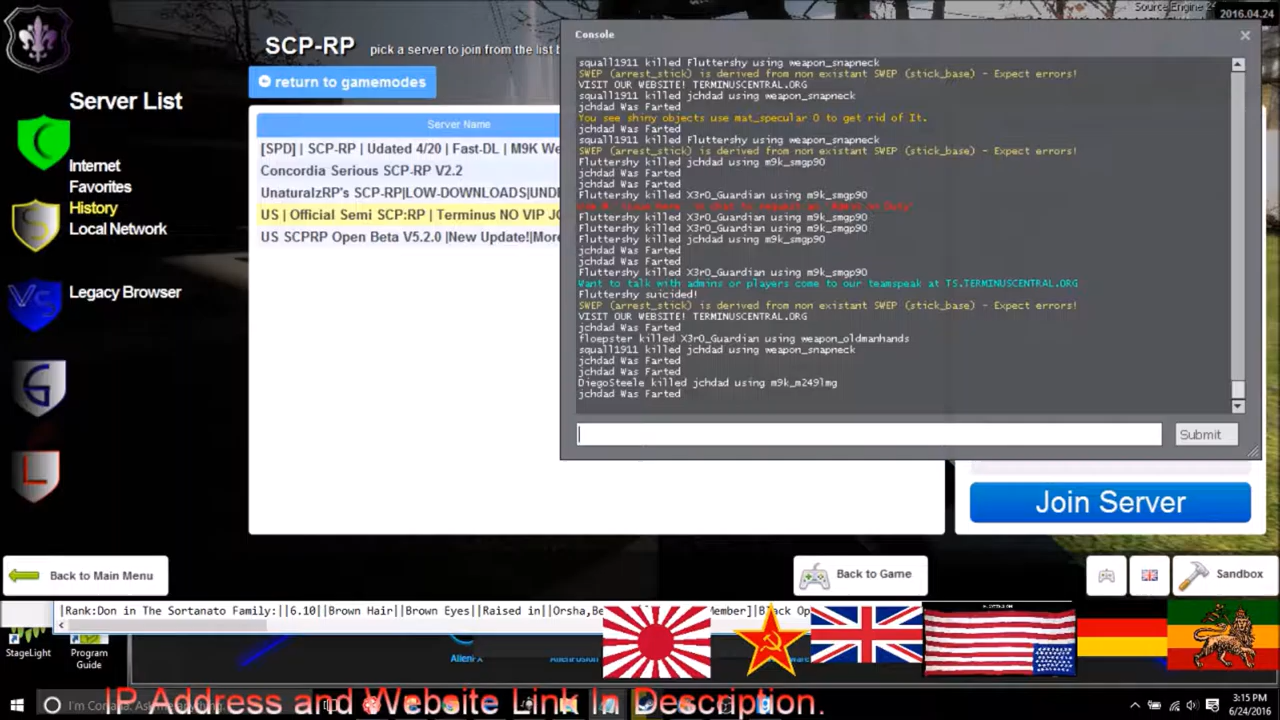 Source Engine 2
2016.04.24
SCP-RP pick a server to join from the list b
return to gamemodes
Server List
Internet
Favorites
History
Local Network
Legacy Browser
Server Name
[SPD] | SCP-RP | Udated 4/20 | Fast-DL | M9K We
Concordia Serious SCP-RP V2.2
UnaturalzRP's SCP-RP|LOW-DOWNLOADS|UND
US | Official Semi SCP:RP | Terminus NO VIP JO
US SCPRP Open Beta V5.2.0 |New Update!|More
Console
squall1911 killed Fluttershy using weapon_snapneck
SWEP (arrest_stick) is derived from non existant SWEP (stick_base) - Expect errors!
VISIT OUR WEBSITE! TERMINUSCENTRAL.ORG
squall1911 killed jchdad using weapon_snapneck
jchdad Was Farted
You see shiny objects use mat_specular 0 to get rid of It.
jchdad Was Farted
squall1911 killed Fluttershy using weapon_snapneck
SWEP (arrest_stick) is derived from non existant SWEP (stick_base) - Expect errors!
Fluttershy killed jchdad using m9k_smgp90
jchdad Was Farted
jchdad Was Farted
Fluttershy killed X3r0_Guardian using m9k_smgp90
Fluttershy killed X3r0_Guardian using m9k_smgp90
Fluttershy killed X3r0_Guardian using m9k_smgp90
Fluttershy killed jchdad using m9k_smgp90
jchdad Was Farted
jchdad Was Farted
Fluttershy killed X3r0_Guardian using m9k_smgp90
Want to talk with admins or players come to our teamspeak at TS.TERMINUSCENTRAL.ORG
Fluttershy suicided!
SWEP (arrest_stick) is derived from non existant SWEP (stick_base) - Expect errors!
VISIT OUR WEBSITE! TERMINUSCENTRAL.ORG
jchdad Was Farted
floepster killed X3r0_Guardian using weapon_oldmanhands
squall1911 killed jchdad using weapon_snapneck
jchdad Was Farted
jchdad Was Farted
DiegoSteele killed jchdad using m9k_m249lmg
jchdad Was Farted
Submit
Join Server
Back to Main Menu
Back to Game
Sandbox
|Rank:Don in The Sortanato Family:||6.10||Brown Hair||Brown Eyes||Raised in||Orsha,Be Member]|Black Op
StageLight
Program Guide
AlienFX
AlienFusion
I'm Cortana. Ask me anything.
IP Address and Website Link In Description.
3:15 PM
6/24/2016